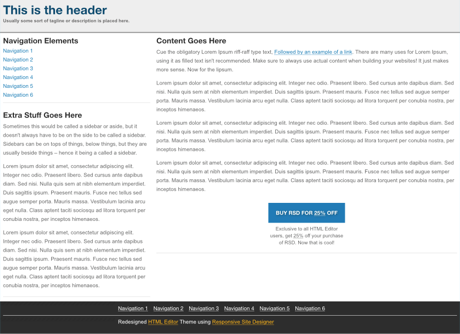 This is the header
Usually some sort of tagline or description is placed here.
Navigation Elements
Navigation 1
Navigation 2
Navigation 3
Navigation 4
Navigation 5
Navigation 6
Extra Stuff Goes Here
Sometimes this would be called a sidebar or aside, but it
doesn't always have to be on the side to be called a sidebar.
Sidebars can be on tops of things, below things, but they are
usually beside things – hence it being called a sidebar.
Lorem ipsum dolor sit amet, consectetur adipiscing elit.
Integer nec odio. Praesent libero. Sed cursus ante dapibus
diam. Sed nisi. Nulla quis sem at nibh elementum imperdiet.
Duis sagittis ipsum. Praesent mauris. Fusce nec tellus sed
augue semper porta. Mauris massa. Vestibulum lacinia arcu
eget nulla. Class aptent taciti sociosqu ad litora torquent per
conubia nostra, per inceptos himenaeos.
Lorem ipsum dolor sit amet, consectetur adipiscing elit.
Integer nec odio. Praesent libero. Sed cursus ante dapibus
diam. Sed nisi. Nulla quis sem at nibh elementum imperdiet.
Duis sagittis ipsum. Praesent mauris. Fusce nec tellus sed
augue semper porta. Mauris massa. Vestibulum lacinia arcu
eget nulla. Class aptent taciti sociosqu ad litora torquent per
conubia nostra, per inceptos himenaeos.
Content Goes Here
Cue the obligatory Lorem Ipsum riff-raff type text. Followed by an example of a link. There are many uses for Lorem Ipsum,
using it as filled text isn't recommended. Make sure to always use actual content when building your websites! It just makes
more sense. Now for the lipsum.
Lorem ipsum dolor sit amet, consectetur adipiscing elit. Integer nec odio. Praesent libero. Sed cursus ante dapibus diam. Sed
nisi. Nulla quis sem at nibh elementum imperdiet. Duis sagittis ipsum. Praesent mauris. Fusce nec tellus sed augue semper
porta. Mauris massa. Vestibulum lacinia arcu eget nulla. Class aptent taciti sociosqu ad litora torquent per conubia nostra, per
inceptos himenaeos.
Lorem ipsum dolor sit amet, consectetur adipiscing elit. Integer nec odio. Praesent libero. Sed cursus ante dapibus diam. Sed
nisi. Nulla quis sem at nibh elementum imperdiet. Duis sagittis ipsum. Praesent mauris. Fusce nec tellus sed augue semper
porta. Mauris massa. Vestibulum lacinia arcu eget nulla. Class aptent taciti sociosqu ad litora torquent per conubia nostra, per
inceptos himenaeos.
Lorem ipsum dolor sit amet, consectetur adipiscing elit. Integer nec odio. Praesent libero. Sed cursus ante dapibus diam. Sed
nisi. Nulla quis sem at nibh elementum imperdiet. Duis sagittis ipsum. Praesent mauris. Fusce nec tellus sed augue semper
porta. Mauris massa. Vestibulum lacinia arcu eget nulla. Class aptent taciti sociosqu ad litora torquent per conubia nostra, per
inceptos himenaeos.
BUY RSD FOR 25% OFF
Exclusive to all HTML Editor
users, get 25% off your purchase
of RSD. Now that is cool!
Navigation 1 Navigation 2 Navigation 3 Navigation 4 Navigation 5 Navigation 6
Redesigned HTML Editor Theme using Responsive Site Designer